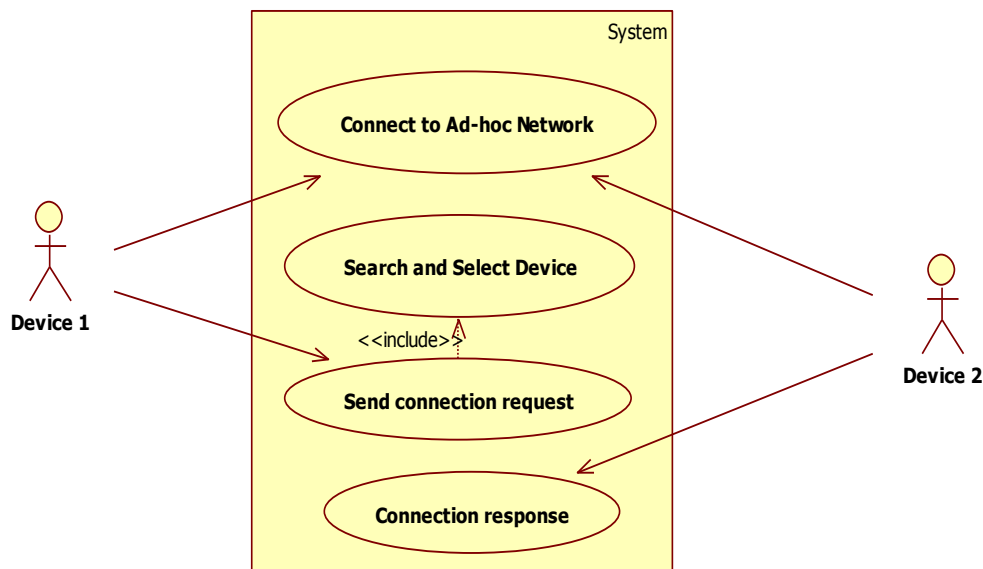 System
Connect to Ad-hoc Network
Search and Select Device
Device 1
<<include>>
Device 2
Send connection request
Connection response